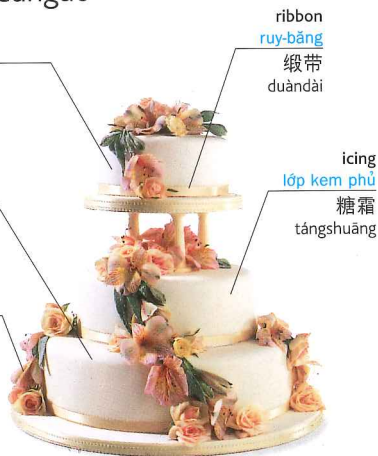 ribbon
ruy-băng
缎带
duàndài
icing
lớp kem phủ
糖霜
tángshuāng